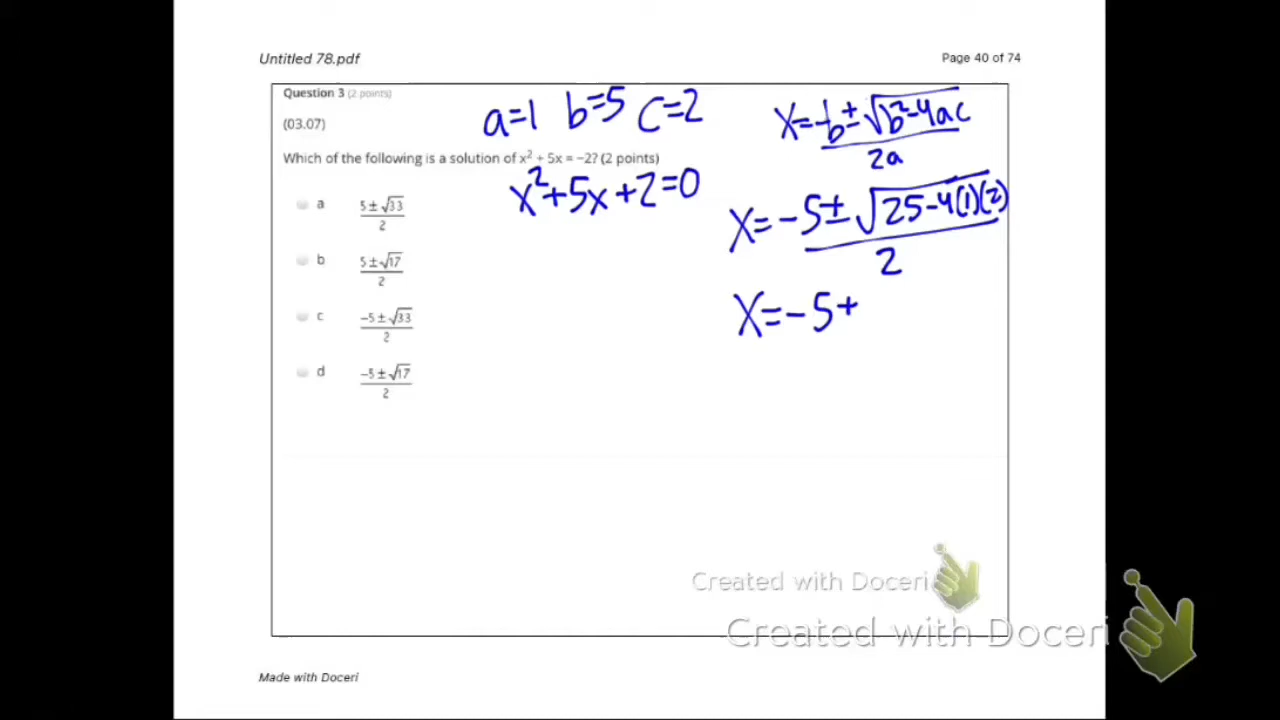 Untitled 78.pdf Page 40 of 74
Question 3 (2 points)
a=1 b=5 c=2
x=-b±√b²-4ac
2a
(03.07)
Which of the following is a solution of x² + 5x = −2? (2 points)
x²+5x+2=0
x=-5±√25-4(1)(2)
2
a 5 ± √33
2
b 5 ± √17
2
x=-5+
c −5 ± √33
2
d −5 ± √17
2
Created with Doceri
Created with Doceri
Made with Doceri